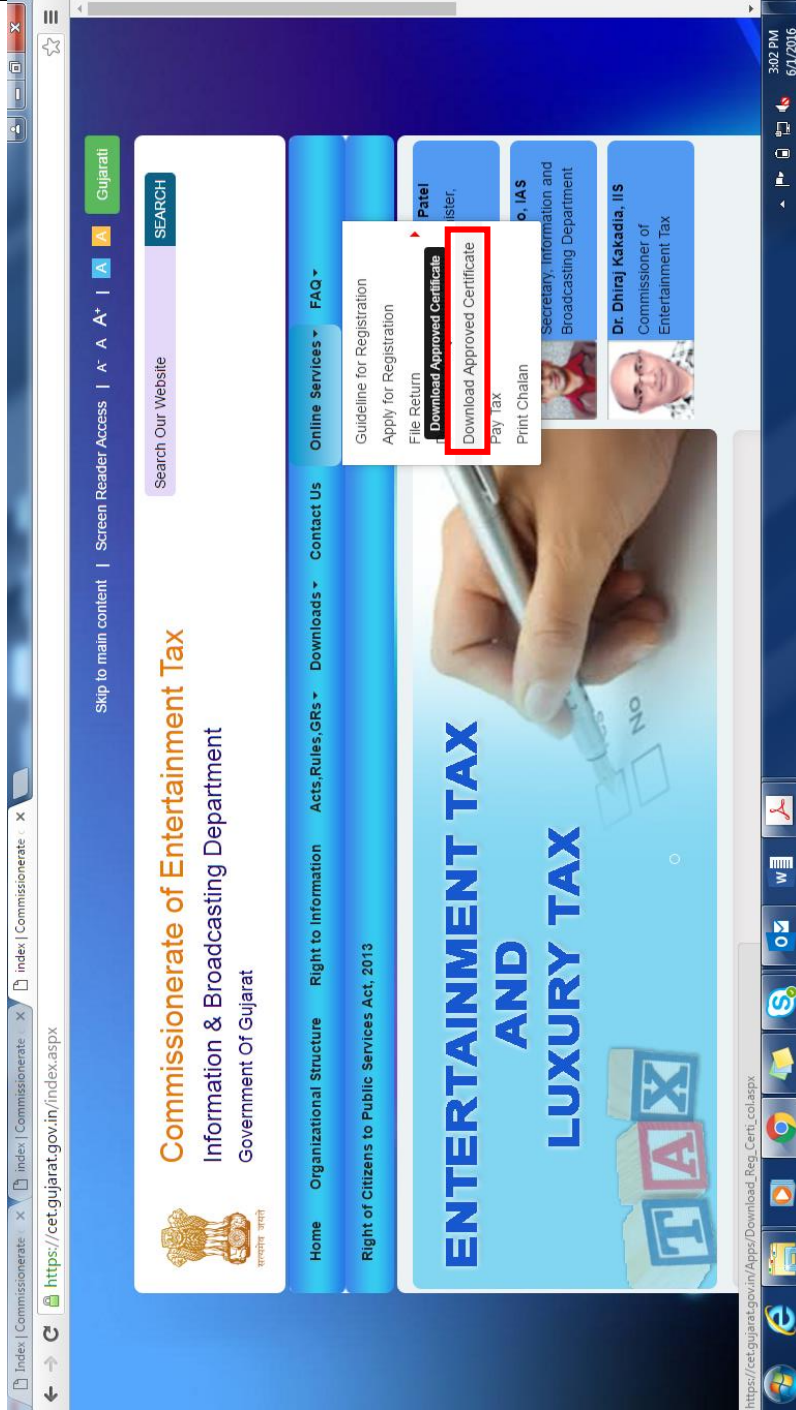 Index | Commissionerate
index | Commissionerate
index | Commissionerate
https://cet.gujarat.gov.in/index.aspx
Skip to main content | Screen Reader Access | A- A A+ | A A Gujarati
Search Our Website SEARCH
Commissionerate of Entertainment Tax
Information & Broadcasting Department
Government Of Gujarat
सत्यमेव जयते
Home Organizational Structure Right to Information Acts,Rules,GRs Downloads Contact Us Online Services FAQ
Right of Citizens to Public Services Act, 2013
Guideline for Registration
Apply for Registration
File Return
Download Approved Certificate
Download Approved Certificate
Pay Tax
Print Chalan
Patel
ister,
o, IAS
Secretary, Information and
Broadcasting Department
Dr. Dhiraj Kakadia, IIS
Commissioner of
Entertainment Tax
ENTERTAINMENT TAX
AND
LUXURY TAX
NO
TAX
https://cet.gujarat.gov.in/Apps/Download_Reg_Certi_col.aspx
3:02 PM
6/1/2016